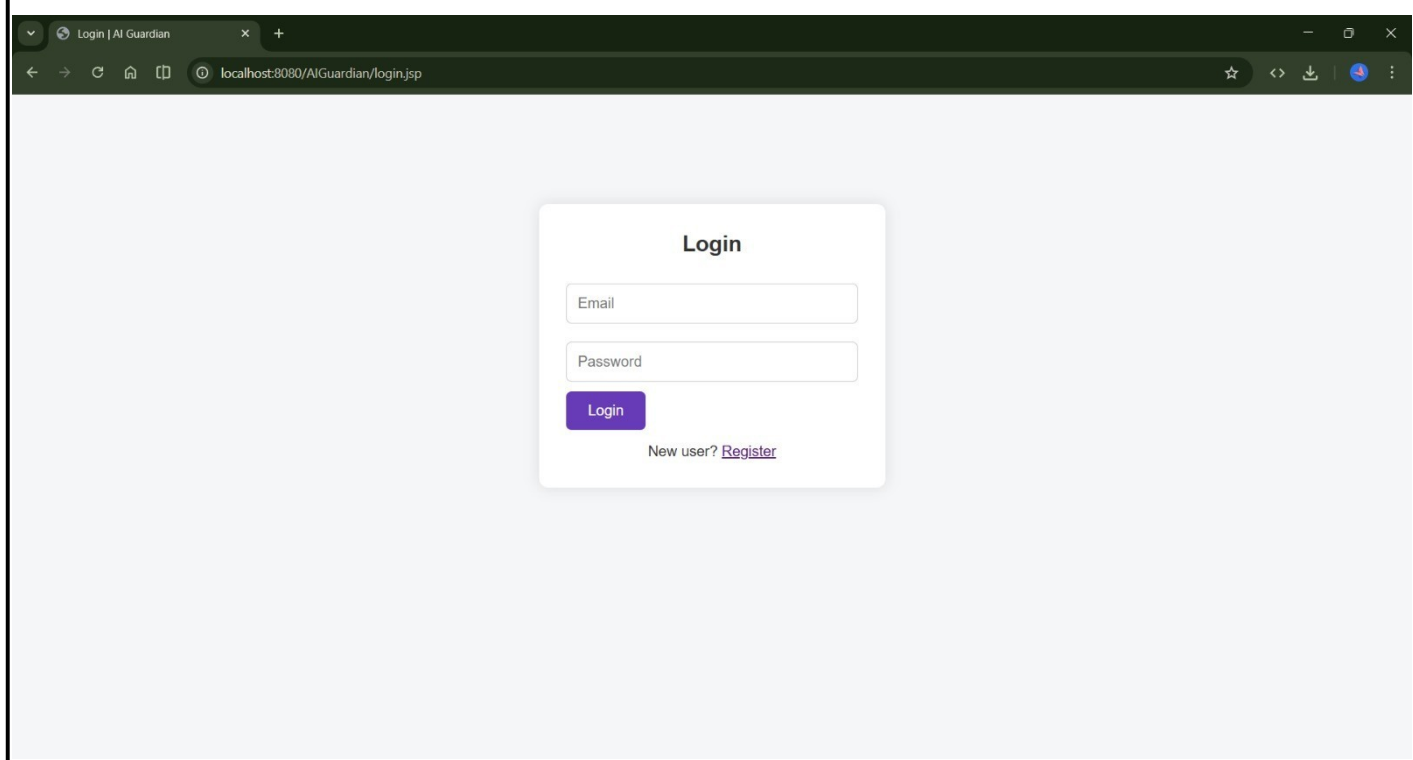 Login | AI Guardian
localhost:8080/AIGuardian/login.jsp
Login
Email
Password
Login
New user? Register